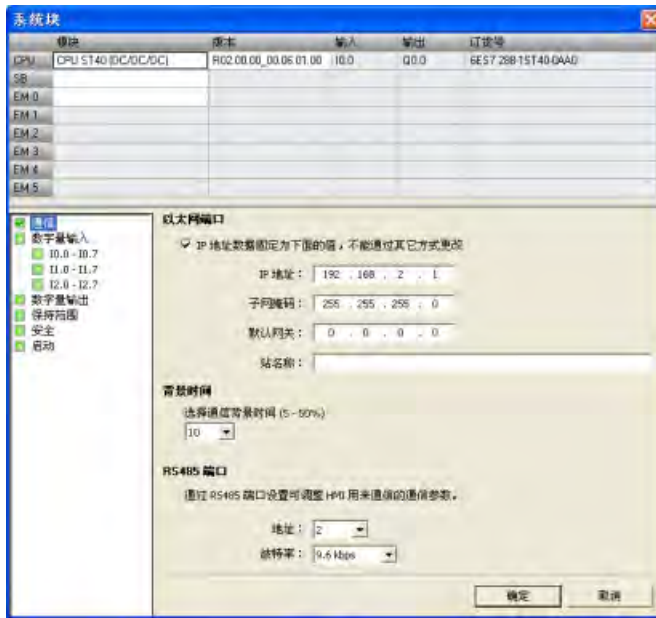 系统块
模块 版本 输入 输出 订货号
CPU CPU ST40 (DC/DC/DC) R02.00.00_00.06.01.00 I0.0 Q0.0 6ES7 288-1ST40-0AA0
SB
EM 0
EM 1
EM 2
EM 3
EM 4
EM 5
通信
数字量输入
I0.0 - I0.7
I1.0 - I1.7
I2.0 - I2.7
数字量输出
保持范围
安全
启动
以太网端口
IP 地址数据固定为下面的值，不能通过其它方式更改
IP 地址： 192 . 168 . 2 . 1
子网掩码： 255 . 255 . 255 . 0
默认网关： 0 . 0 . 0 . 0
站名称：
背景时间
选择通信背景时间 (5 - 50%)
10
RS485 端口
通过 RS485 端口设置可调整 HMI 用来通信的通信参数。
地址： 2
波特率： 9.6 kbps
确定 取消